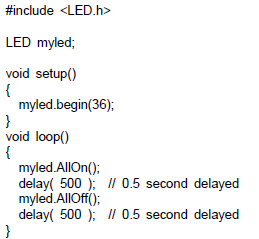 #include <LED.h>

LED myled;

void setup()
{
  myled.begin(36);
}
void loop()
{
  myled.AllOn();
  delay( 500 );  // 0.5 second delayed
  myled.AllOff();
  delay( 500 );  // 0.5 second delayed
}